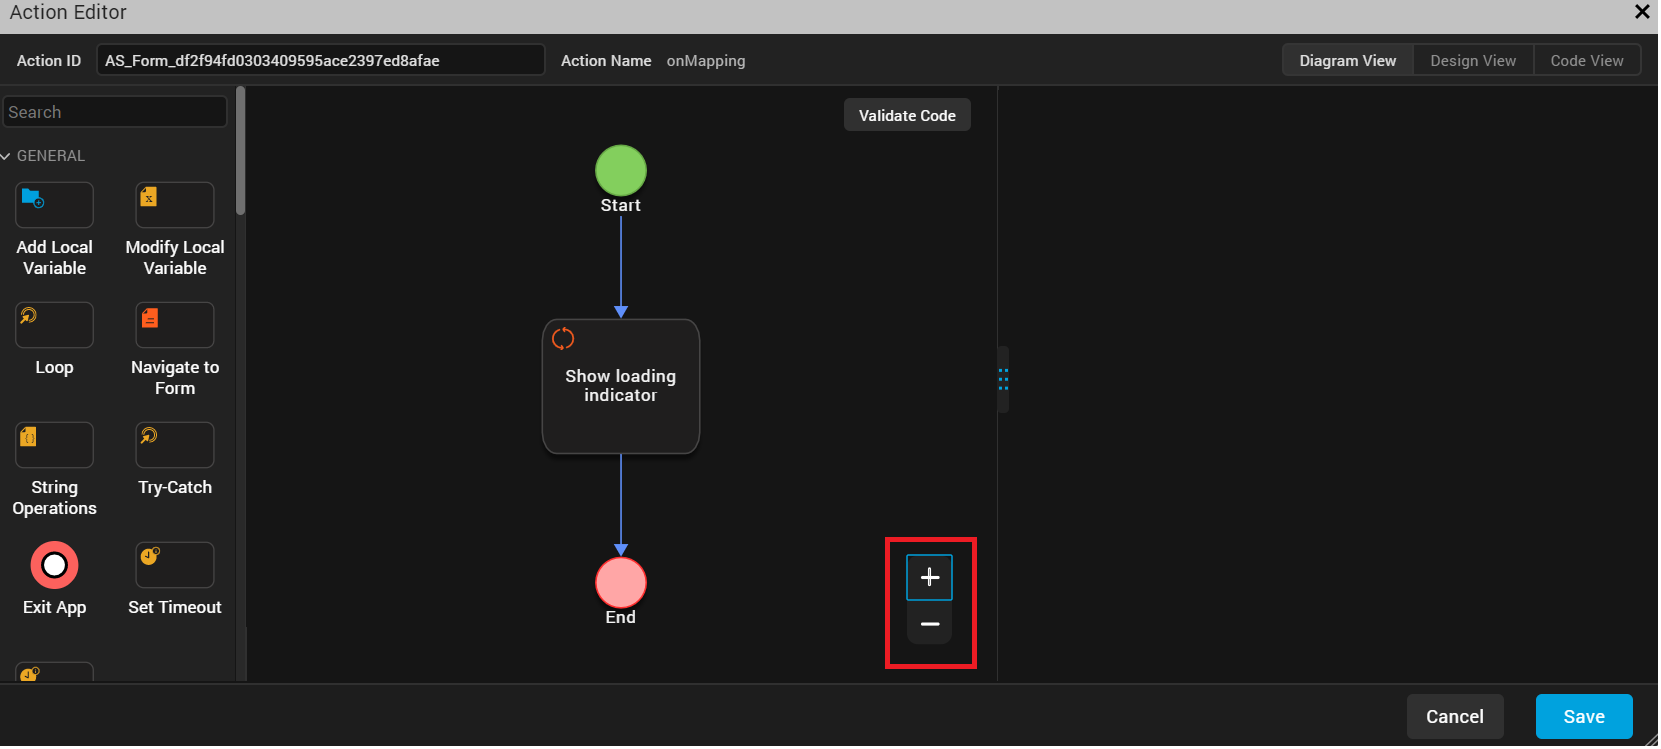 Action Editor
Action ID AS_Form_df2f94fd0303409595ace2397ed8afae Action Name onMapping Diagram View Design View Code View
Search
Validate Code
GENERAL
Start
Add Local
Variable
Modify Local
Variable
Loop
Navigate to
Form
Show loading
indicator
String
Operations
Try-Catch
Exit App
Set Timeout
End
Cancel
Save